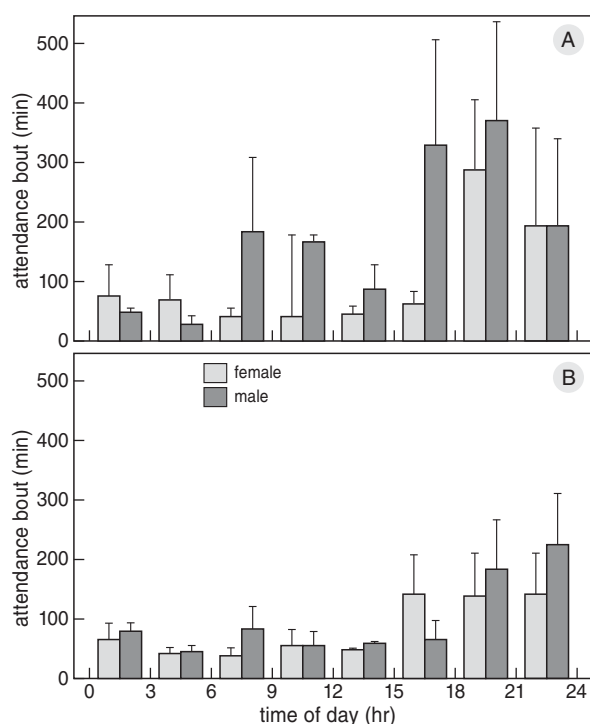 A
attendance bout (min)
500
400
300
200
100
0
B
female
male
attendance bout (min)
500
400
300
200
100
0
0 3 6 9 12 15 18 21 24
time of day (hr)